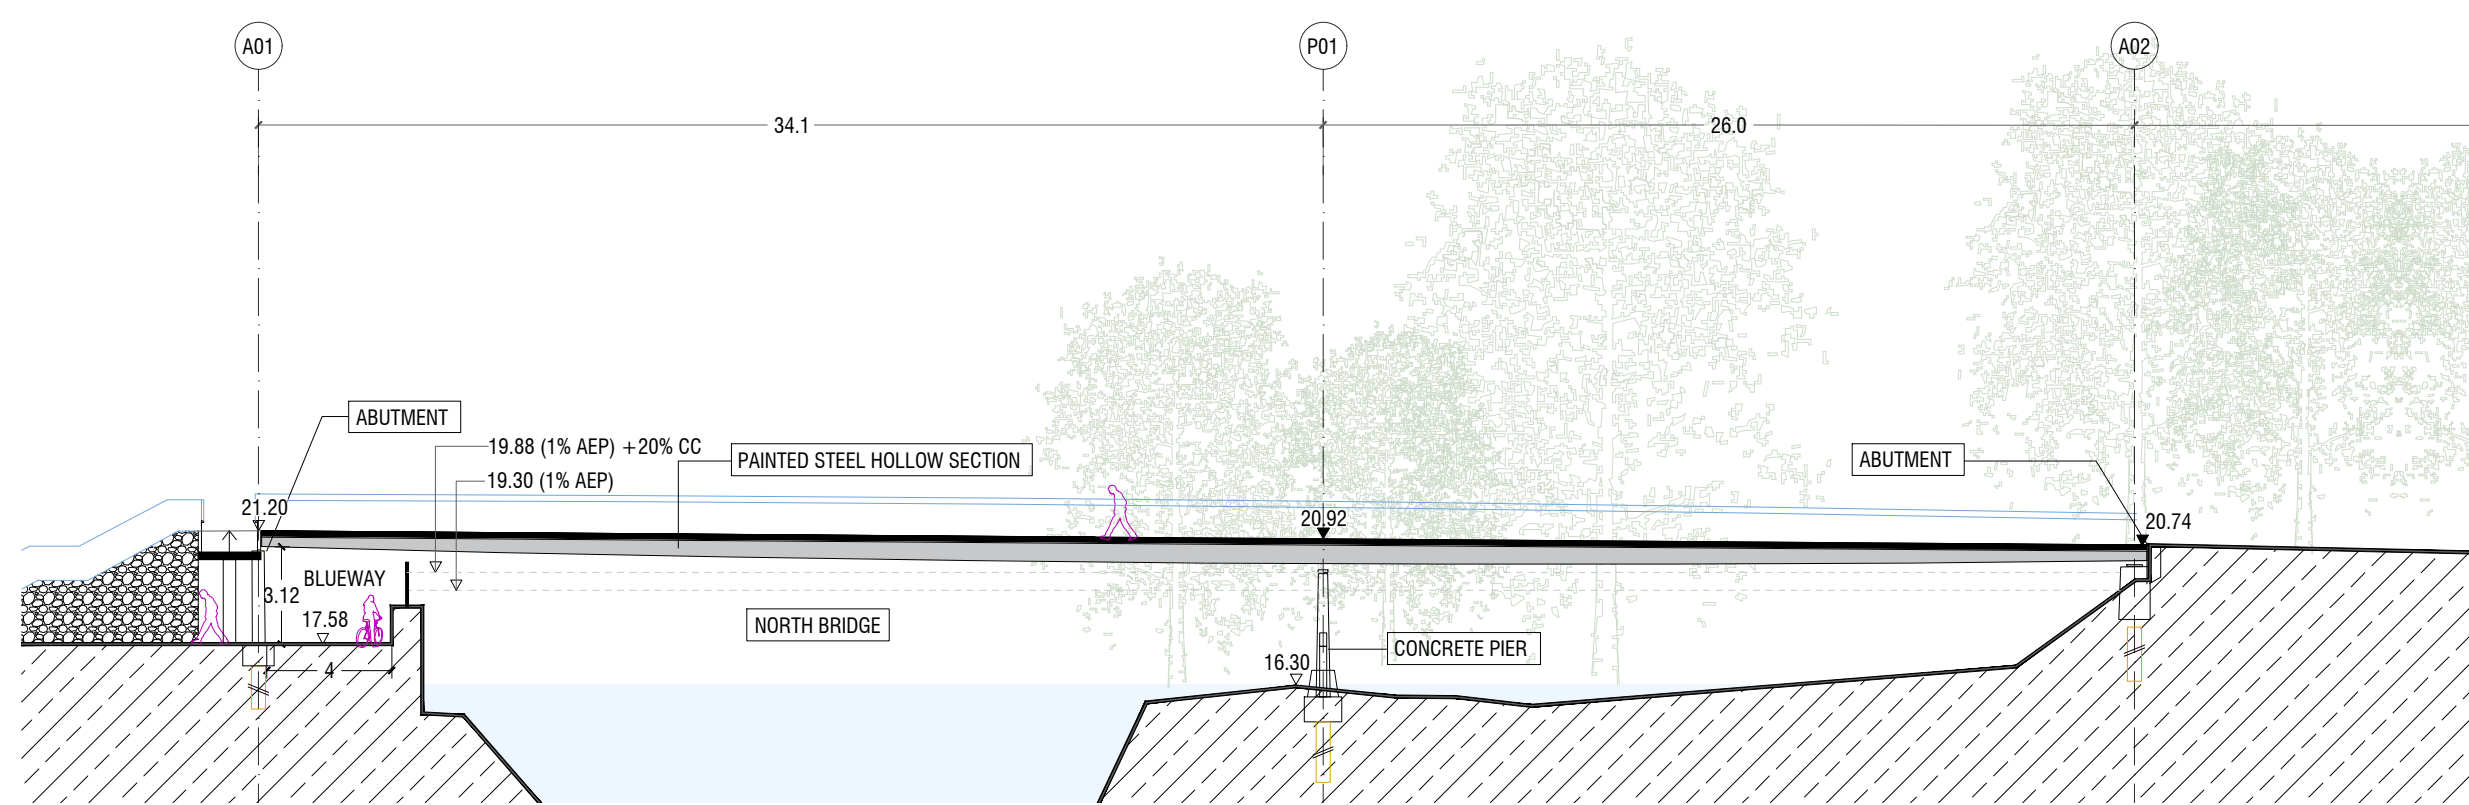 A01
P01
A02
34.1
26.0
ABUTMENT
19.88 (1% AEP) +20% CC
PAINTED STEEL HOLLOW SECTION
ABUTMENT
19.30 (1% AEP)
21.20
20.92
20.74
BLUEWAY
3.12
17.58
NORTH BRIDGE
CONCRETE PIER
16.30
4